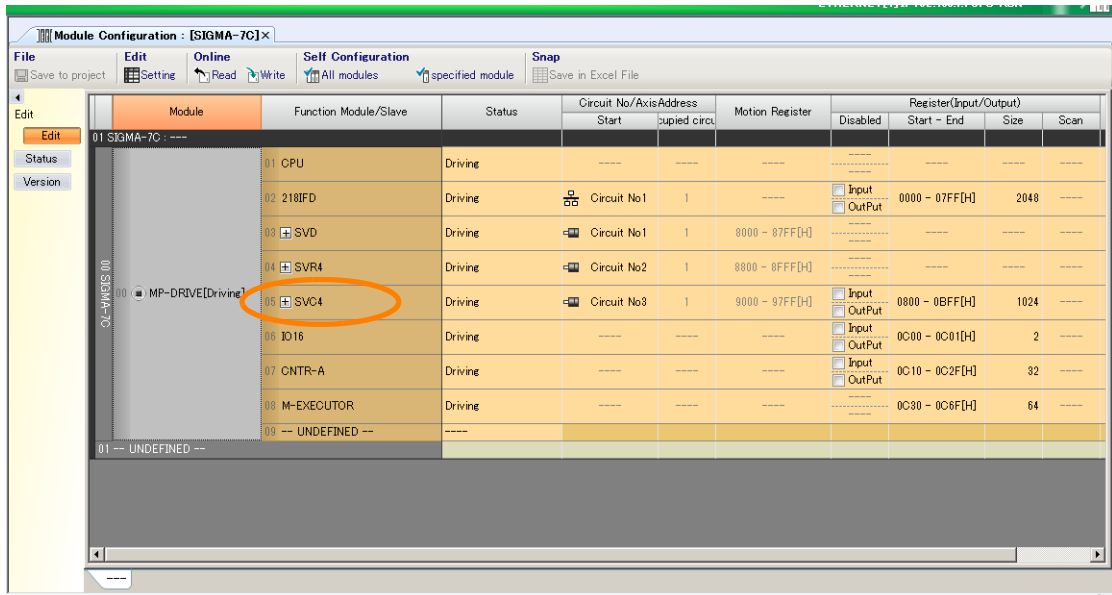 Module Configuration : [SIGMA-7C]×
File Edit Online Self Configuration Snap
Save to project Setting Read Write All modules specified module Save in Excel File
Edit
Edit
Status
Version
Module Function Module/Slave Status Circuit No/AxisAddress Motion Register Register(Input/Output)
Start cupied circu Disabled Start - End Size Scan
01 SIGMA-7C : ---
00 SIGMA-7C
00 MP-DRIVE[Driving]
01 CPU Driving ---- ---- ---- ---- ---- ---- ---- ----
02 218IFD Driving Circuit No1 1 ---- Input OutPut 0000 - 07FF[H] 2048 ----
03 + SVD Driving Circuit No1 1 8000 - 87FF[H] ---- ---- ---- ---- ----
04 + SVR4 Driving Circuit No2 1 8800 - 8FFF[H] ---- ---- ---- ---- ----
05 + SVC4 Driving Circuit No3 1 9000 - 97FF[H] Input OutPut 0800 - 0BFF[H] 1024 ----
06 IO16 Driving ---- ---- ---- Input OutPut 0C00 - 0C01[H] 2 ----
07 CNTR-A Driving ---- ---- ---- Input OutPut 0C10 - 0C2F[H] 32 ----
08 M-EXECUTOR Driving ---- ---- ---- ---- ---- 0C30 - 0C6F[H] 64 ----
09 -- UNDEFINED -- ----
01 -- UNDEFINED --
---